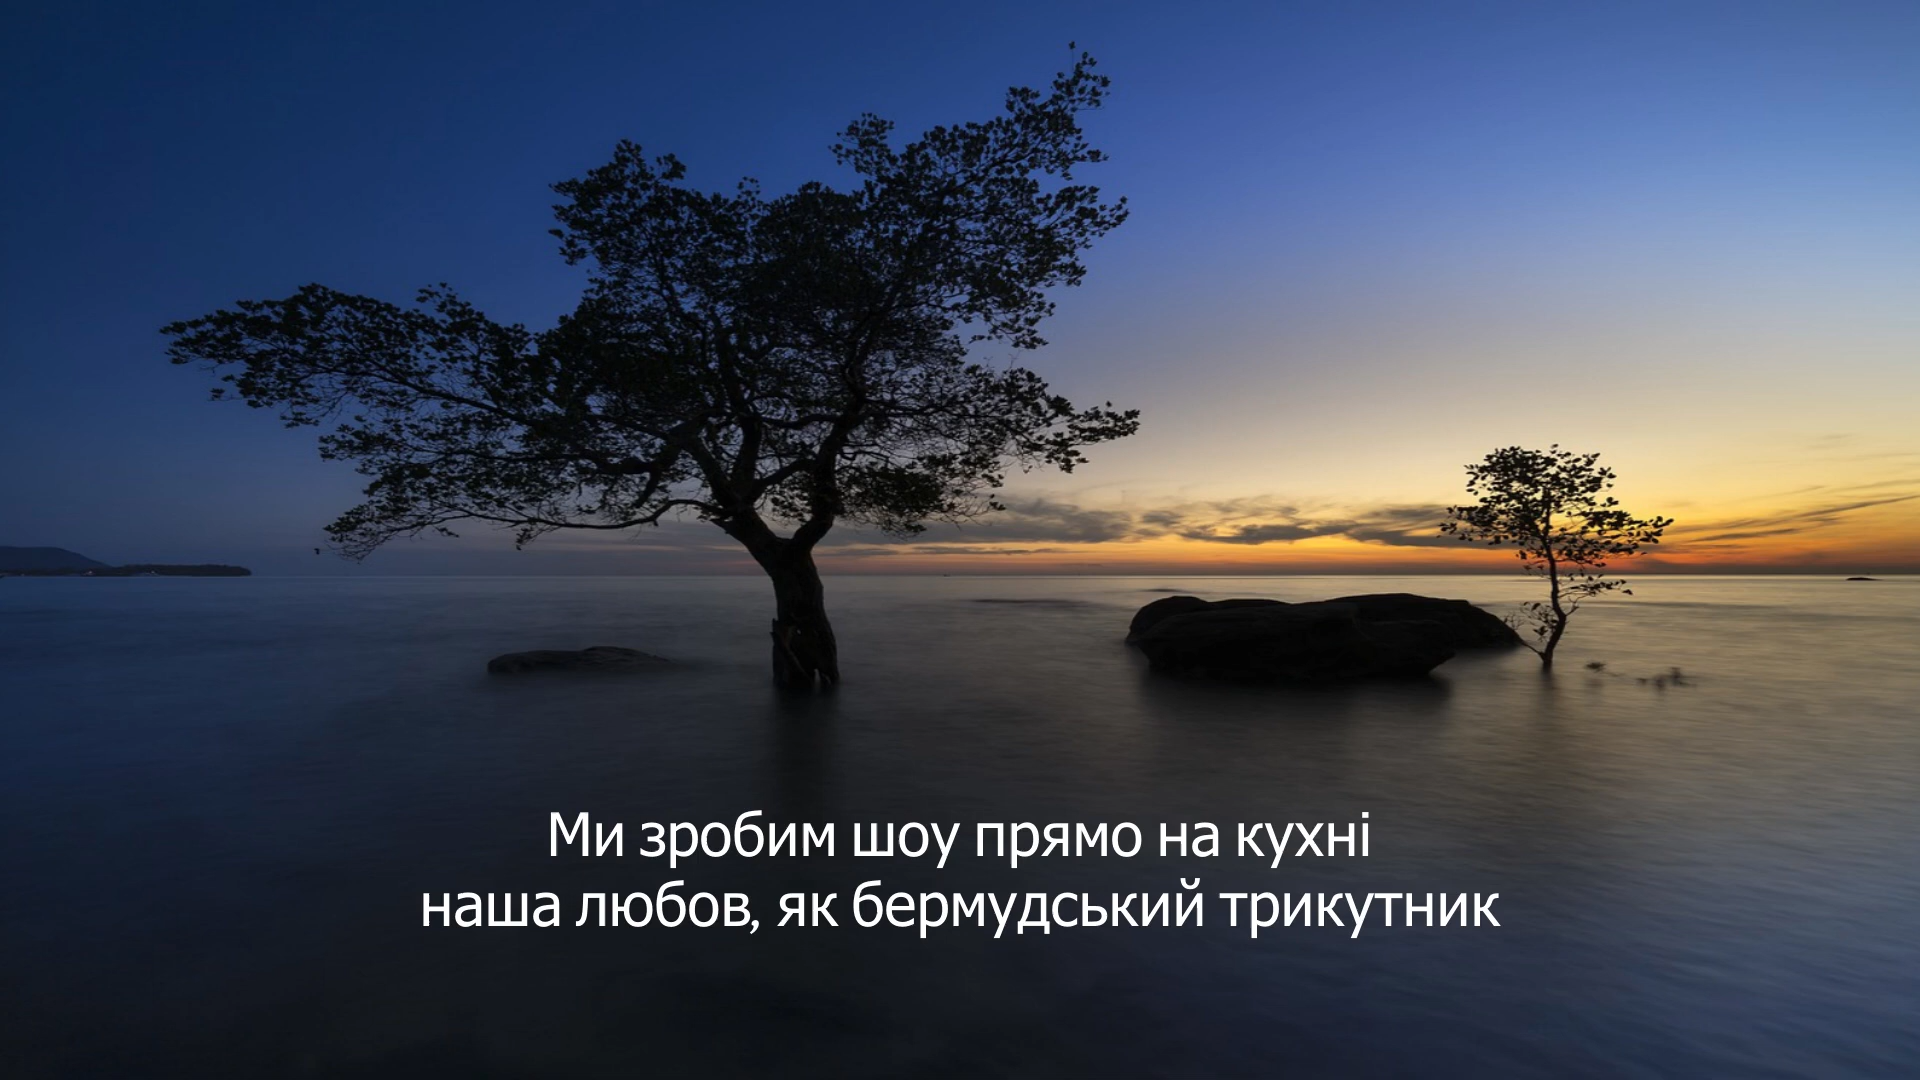 Ми зробим шоу прямо на кухні
наша любов, як бермудський трикутник